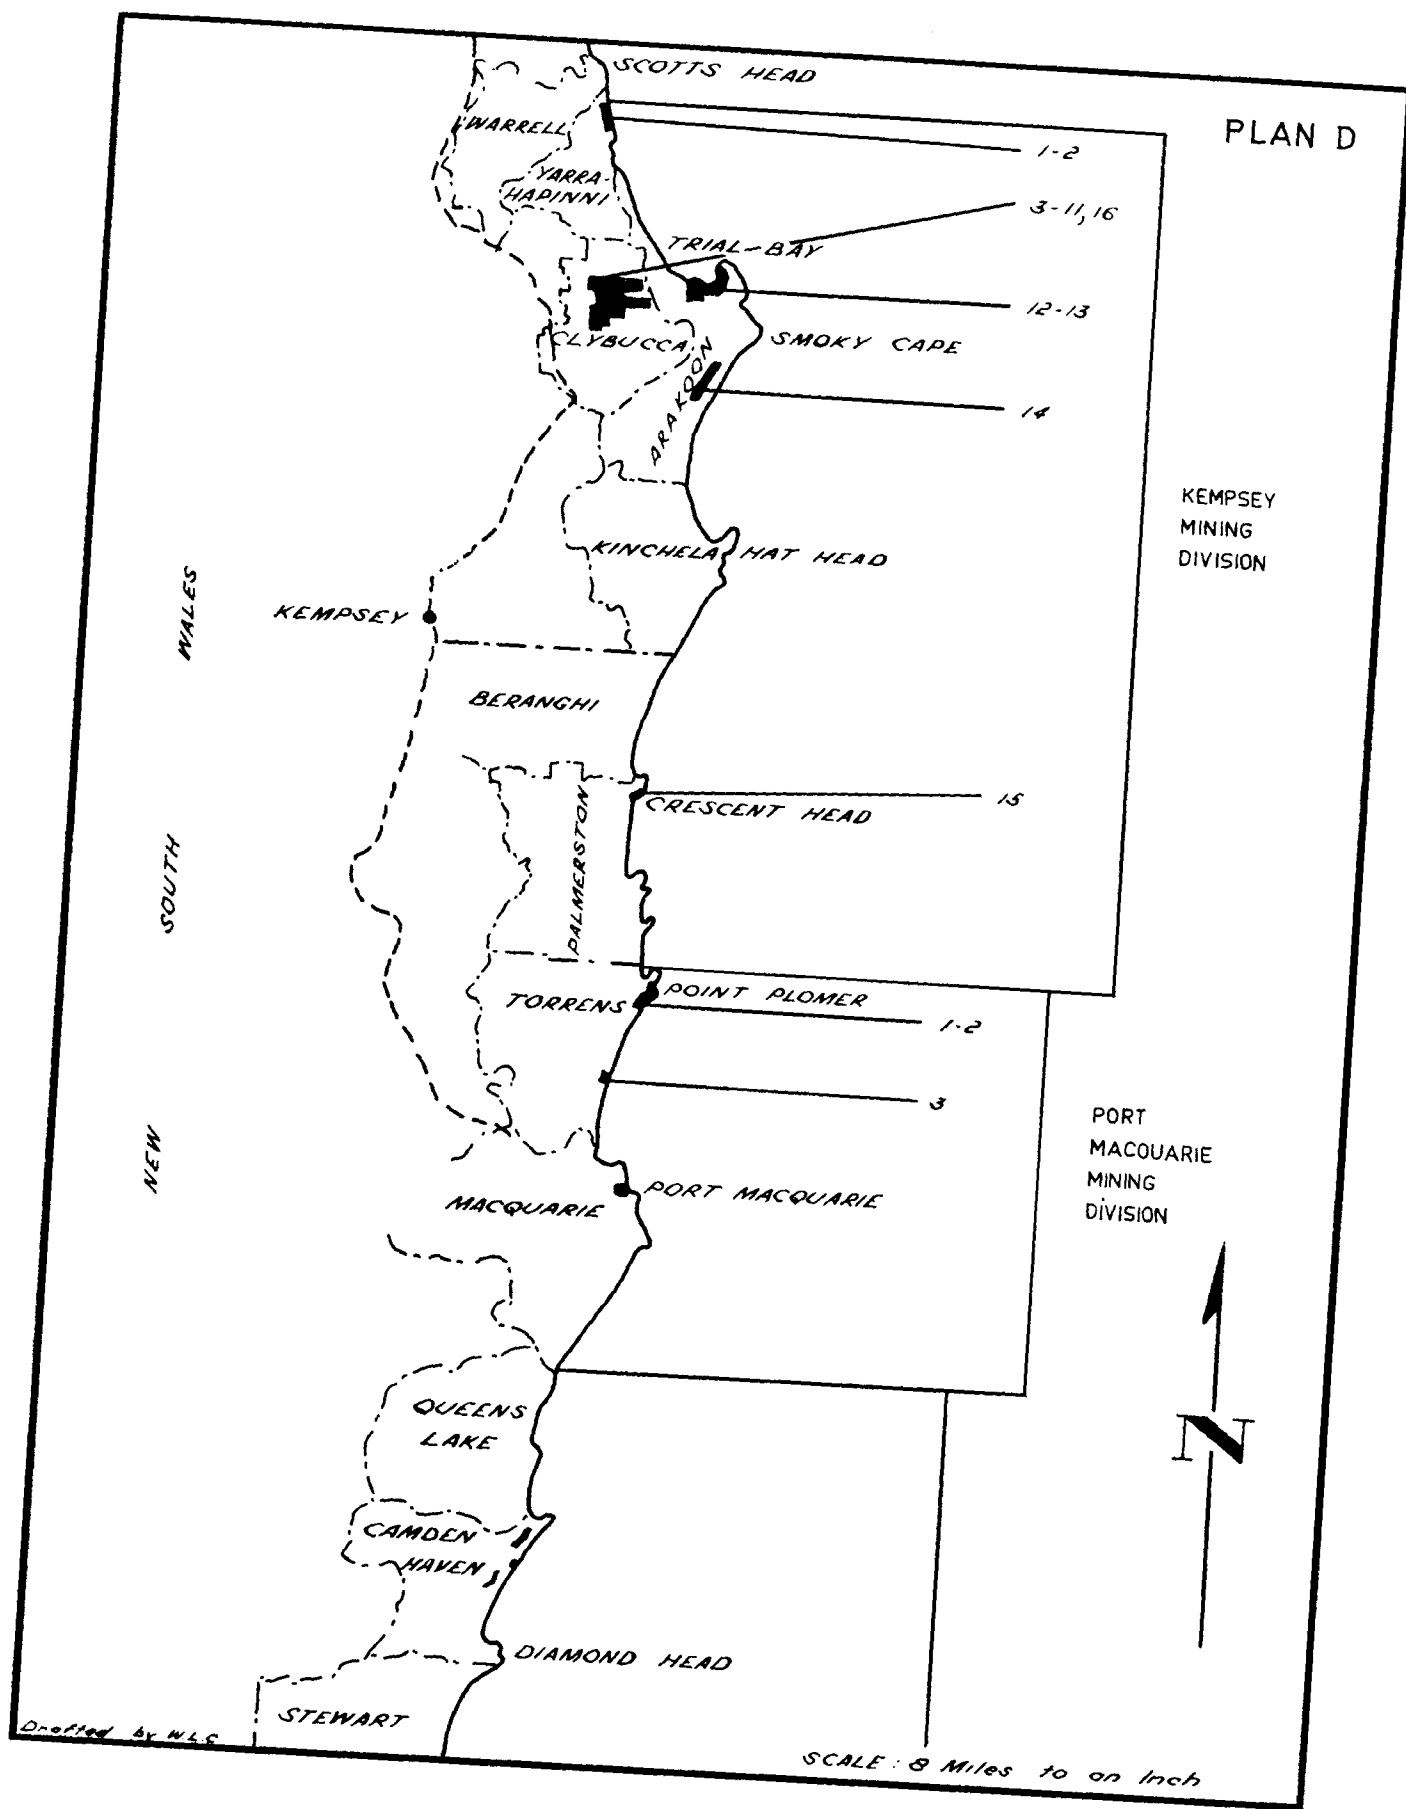 PLAN D
SCOTTS HEAD
WARRELL
1-2
YARRA-
HAPINNI
3-11,16
TRIAL-BAY
12-13
CLYBUCCA
SMOKY CAPE
ARAKOON
14
KEMPSEY
MINING
DIVISION
KINCHELA
HAT HEAD
KEMPSEY
BERANGHI
15
CRESCENT HEAD
PALMERSTON
NEW SOUTH WALES
TORRENS
POINT PLOMER
1-2
3
PORT
MACOUARIE
MINING
DIVISION
MACQUARIE
PORT MACQUARIE
N
QUEENS
LAKE
CAMDEN
HAVEN
DIAMOND HEAD
STEWART
Drafted by W.L.G
SCALE : 8 Miles to an Inch